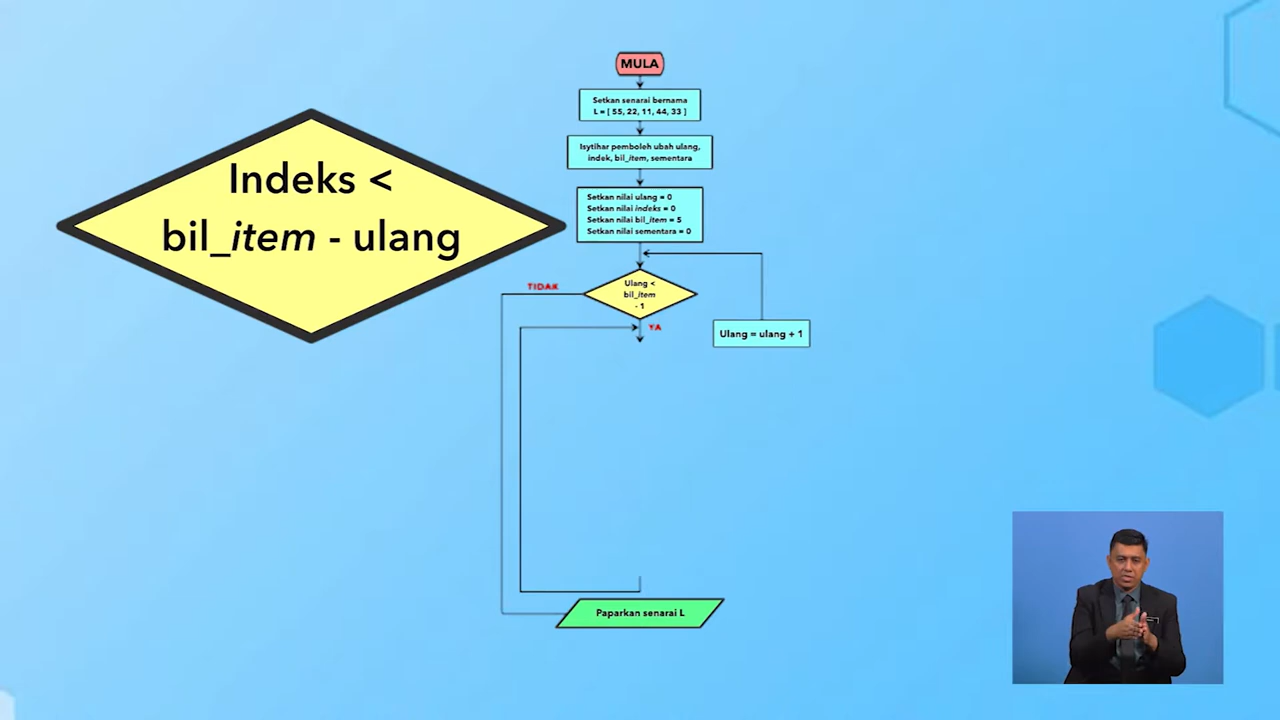 Indeks <
bil_item - ulang
MULA
Setkan senarai bernama
L = [ 55, 22, 11, 44, 33 ]
Isytihar pemboleh ubah ulang,
indek, bil_item, sementara
Setkan nilai ulang = 0
Setkan nilai indeks = 0
Setkan nilai bil_item = 5
Setkan nilai sementara = 0
TIDAK
Ulang <
bil_item
- 1
YA
Ulang = ulang + 1
Paparkan senarai L